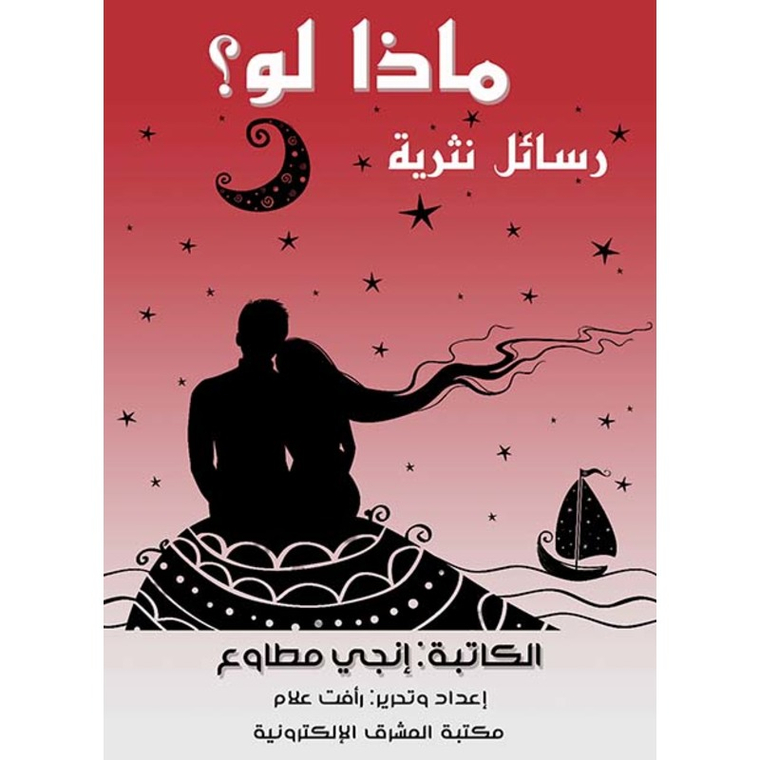 ماذا لو؟
رسائل نثرية
الكاتبة: إنجي مطاوع
إعداد وتحرير: رأفت علام
مكتبة المشرق الإلكترونية